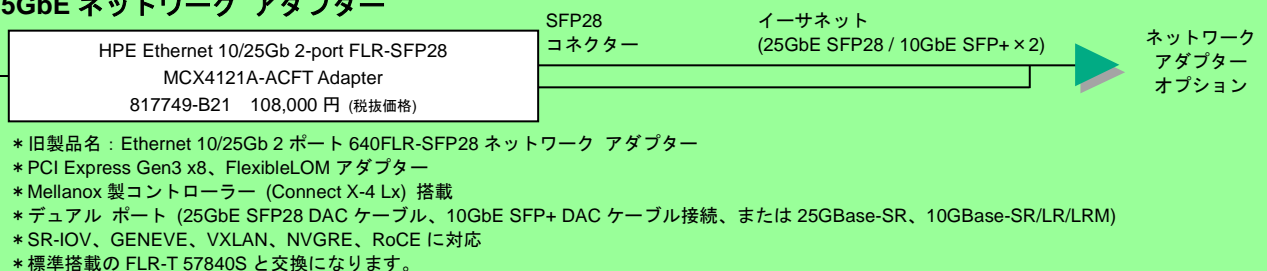 5GbE ネットワーク アダプター
HPE Ethernet 10/25Gb 2-port FLR-SFP28
MCX4121A-ACFT Adapter
817749-B21 108,000 円 (税抜価格)
SFP28
コネクター
イーサネット
(25GbE SFP28 / 10GbE SFP+×2)
ネットワーク
アダプター
オプション
＊旧製品名：Ethernet 10/25Gb 2 ポート 640FLR-SFP28 ネットワーク アダプター
＊PCI Express Gen3 x8、FlexibleLOM アダプター
＊Mellanox 製コントローラー (Connect X-4 Lx) 搭載
＊デュアル ポート (25GbE SFP28 DAC ケーブル、10GbE SFP+ DAC ケーブル接続、または 25GBase-SR、10GBase-SR/LR/LRM)
＊SR-IOV、GENEVE、VXLAN、NVGRE、RoCE に対応
＊標準搭載の FLR-T 57840S と交換になります。